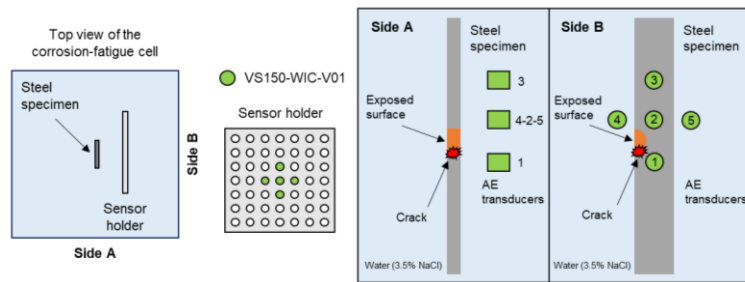 Top view of the
corrosion-fatigue cell
Steel
specimen
Sensor
holder
Side A
Side B
VS150-WIC-V01
Sensor holder
Side A
Steel
specimen
3
Exposed
surface
4-2-5
1
AE
transducers
Crack
Water (3.5% NaCl)
Side B
Steel
specimen
3
Exposed
surface
4
2
5
1
AE
transducers
Crack
Water (3.5% NaCl)